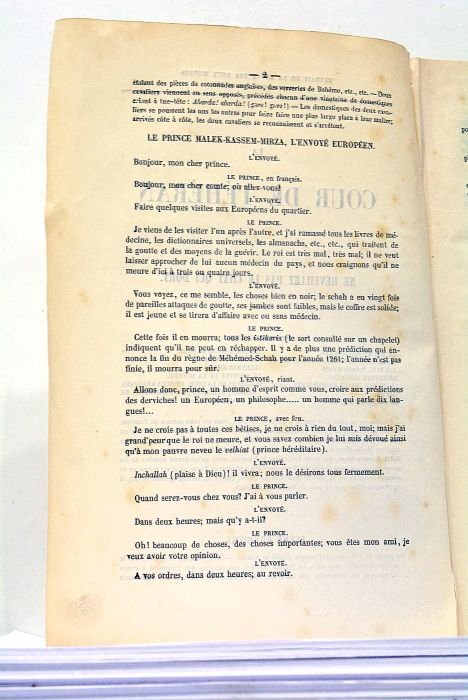 — 2 —
étalant des pièces de cotonnades anglaises, des verreries de Bohême, etc., etc. — Deux
cavaliers viennent en sens opposés, précédés chacun d'une vingtaine de domestiques
criant à tue-tête: Aberda! aberda! (gare! gare!) — Les domestiques des deux cava-
liers se poussent les uns les autres pour faire faire une plus large place à leur maître;
arrivés côte à côte, les deux cavaliers se reconnaissent et s'arrêtent.
LE PRINCE MALEK-KASSEM-MIRZA, L'ENVOYÉ EUROPÉEN.
L'ENVOYÉ.
Bonjour, mon cher prince.
LE PRINCE, en français.
Boujour, mon cher comte; où allez-vous?
L'ENVOYÉ.
Faire quelques visites aux Européens du quartier.
LE PRINCE.
Je viens de les visiter l'un après l'autre, et j'ai ramassé tous les livres de mé-
decine, les dictionnaires universels, les almanachs, etc., etc., qui traitent de
la goutte et des moyens de la guérir. Le roi est très mal, très mal; il ne veut
laisser approcher de lui aucun médecin du pays, et nous craignons qu'il ne
meure d'ici à trois ou quatre jours.
L'ENVOYÉ.
Vous voyez, ce me semble, les choses bien en noir; le schah a eu vingt fois
de pareilles attaques de goutte, ses jambes sont faibles, mais le coffre est solide;
il est jeune et se tirera d'affaire avec ou sans médecin.
LE PRINCE.
Cette fois il en mourra; tous les istikaris (le sort consulté sur un chapelet)
indiquent qu'il ne peut en réchapper. Il y a de plus une prédiction qui an-
nonce la fin du règne de Méhémed-Schah pour l'année 1261; l'année n'est pas
finie, il mourra pour sûr.
L'ENVOYÉ, riant.
Allons donc, prince, un homme d'esprit comme vous, croire aux prédictions
des derviches! un Européen, un philosophe..... un homme qui parle dix lan-
gues!...
LE PRINCE, avec feu.
Je ne crois pas à toutes ces bêtises, je ne crois à rien du tout, moi; mais j'ai
grand'peur que le roi ne meure, et vous savez combien je lui suis dévoué ainsi
qu'à mon pauvre neveu le velhiat (prince héréditaire).
L'ENVOYÉ.
Inchallah (plaise à Dieu)! il vivra; nous le désirons tous fermement.
LE PRINCE.
Quand serez-vous chez vous? J'ai à vous parler.
L'ENVOYÉ.
Dans deux heures; mais qu'y a-t-il?
LE PRINCE.
Oh! beaucoup de choses, des choses importantes; vous êtes mon ami, je
veux avoir votre opinion.
L'ENVOYÉ.
A vos ordres, dans deux heures; au revoir.